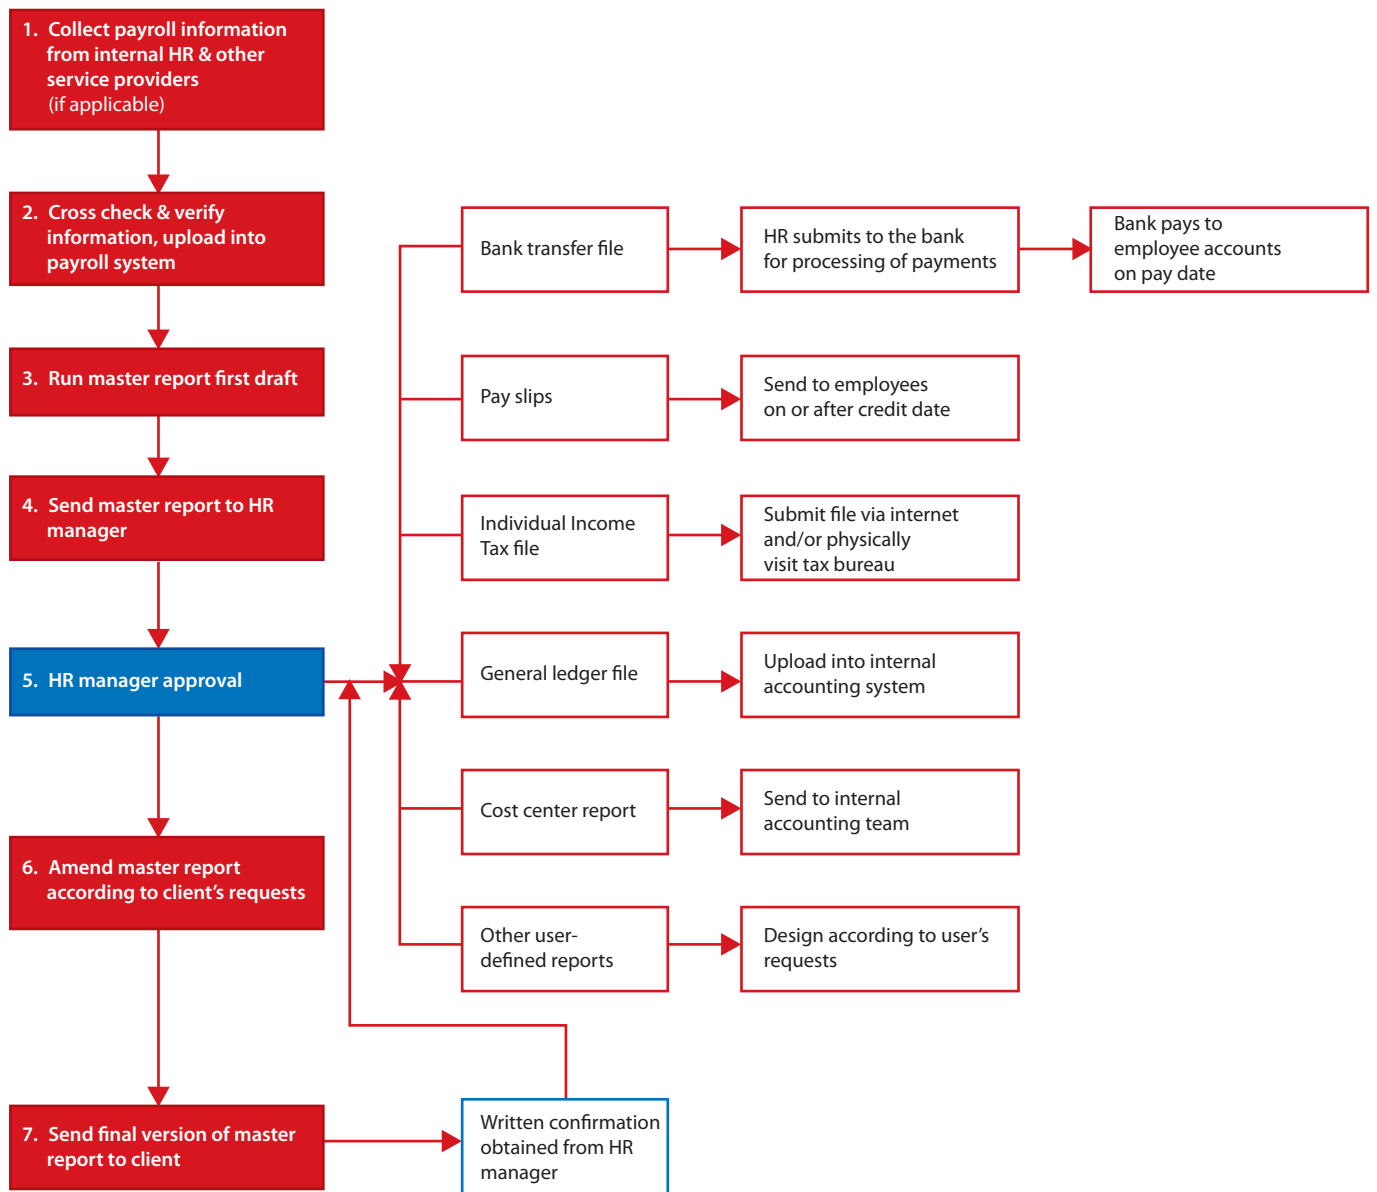 1. Collect payroll information
from internal HR & other
service providers
(if applicable)
2. Cross check & verify
information, upload into
payroll system
3. Run master report first draft
4. Send master report to HR
manager
5. HR manager approval
6. Amend master report
according to client’s requests
7. Send final version of master
report to client
Bank transfer file
HR submits to the bank
for processing of payments
Bank pays to
employee accounts
on pay date
Pay slips
Send to employees
on or after credit date
Individual Income
Tax file
Submit file via internet
and/or physically
visit tax bureau
General ledger file
Upload into internal
accounting system
Cost center report
Send to internal
accounting team
Other user-
defined reports
Design according to user’s
requests
Written confirmation
obtained from HR
manager